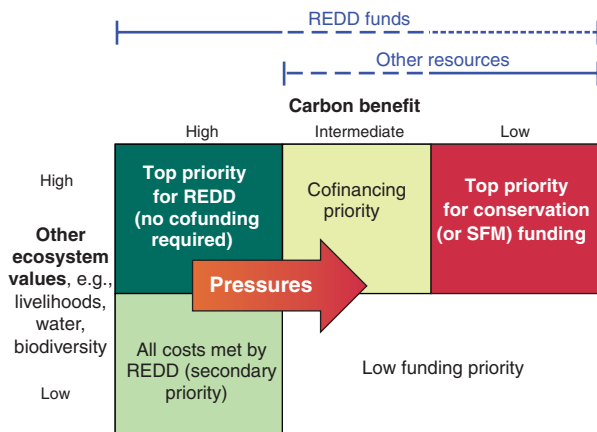 REDD funds
Other resources
Carbon benefit
High
Intermediate
Low
High
Top priority
for REDD
(no cofunding
required)
Cofinancing
priority
Top priority
for conservation
(or SFM) funding
Other
ecosystem
values, e.g.,
livelihoods,
water,
biodiversity
Pressures
Low
All costs met by
REDD (secondary
priority)
Low funding priority